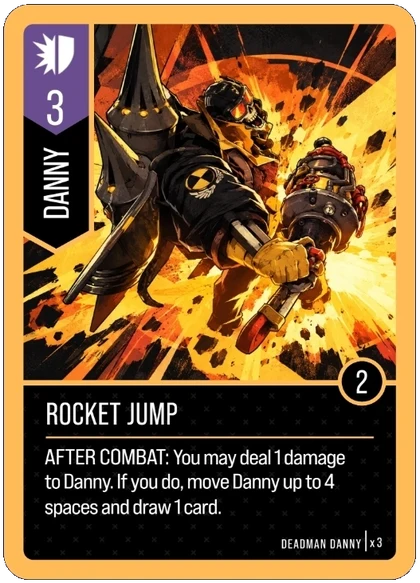 3
DANNY
2
ROCKET JUMP
AFTER COMBAT: You may deal 1 damage
to Danny. If you do, move Danny up to 4
spaces and draw 1 card.
DEADMAN DANNY | x3